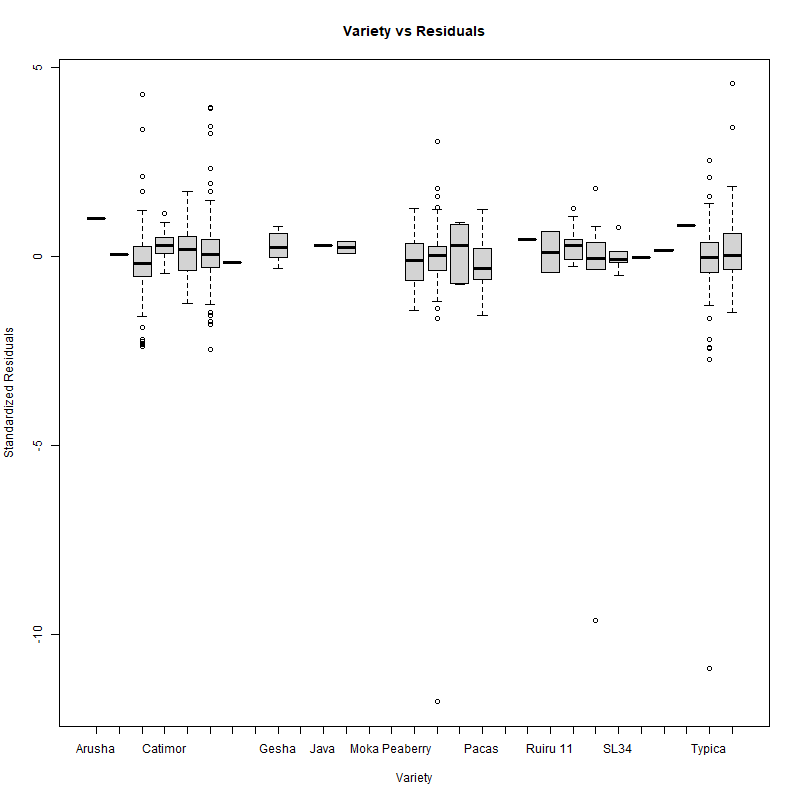 Variety vs Residuals
5
0
-5
-10
Standardized Residuals
Arusha Catimor Gesha Java Moka Peaberry Pacas Ruiru 11 SL34 Typica
Variety